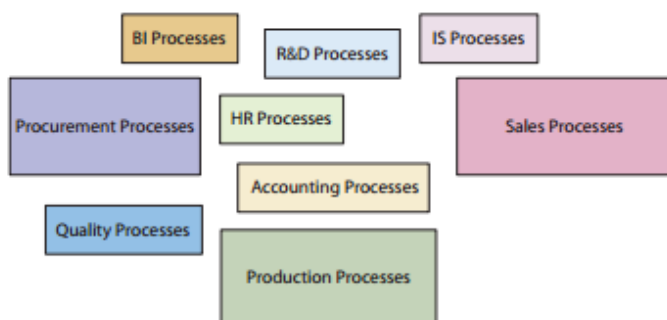 BI Processes
R&D Processes
IS Processes
Procurement Processes
HR Processes
Sales Processes
Accounting Processes
Quality Processes
Production Processes